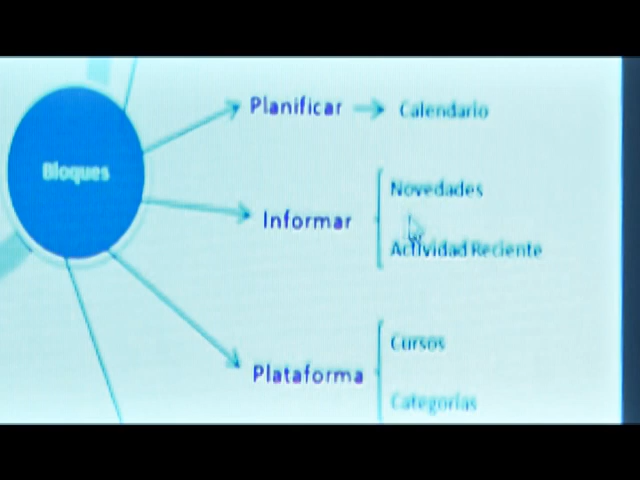 Bloques
Planificar
Calendario
Informar
Novedades
Actividad Reciente
Plataforma
Cursos
Categorías